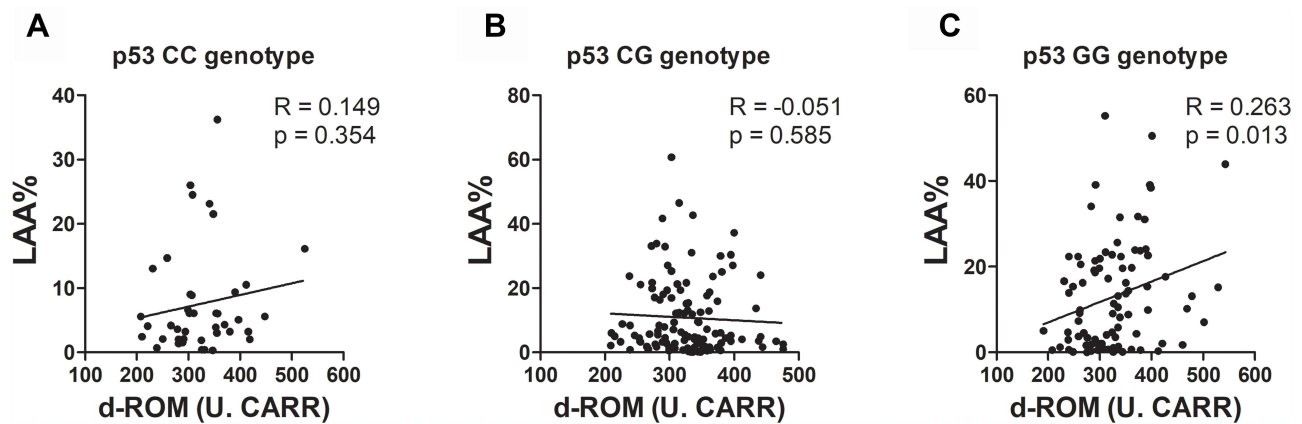 A
p53 CC genotype
R = 0.149
p = 0.354
40
30
20
10
0
LAA%
100 200 300 400 500 600
d-ROM (U. CARR)
B
p53 CG genotype
R = -0.051
p = 0.585
80
60
40
20
0
LAA%
100 200 300 400 500
d-ROM (U. CARR)
C
p53 GG genotype
R = 0.263
p = 0.013
60
40
20
0
LAA%
100 200 300 400 500 600
d-ROM (U. CARR)